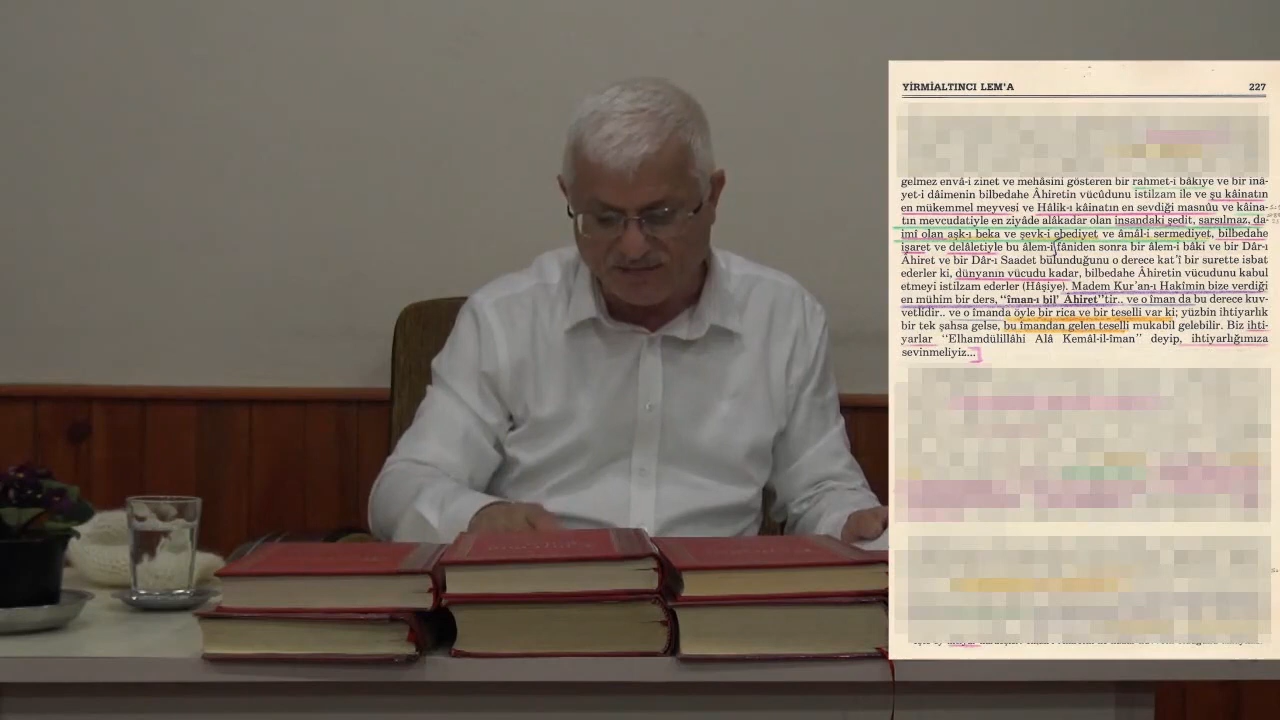 YİRMİALTINCI LEM'A 227
gelmez envâ-i zinet ve mehâsini gösteren bir rahmet-i bâkıye ve bir inâ-
yet-i dâimenin bilbedahe Âhiretin vücûdunu istilzam ile ve şu kâinatın
en mükemmel meyvesi ve Hâlik-ı kâinatın en sevdiği masnûu ve kâina-
tın mevcudatiyle en ziyâde alâkadar olan insandaki şedit, sarsılmaz, da-
imî olan aşk-ı beka ve şevk-i ebediyet ve âmâl-i sermediyet, bilbedahe
işaret ve delâletiyle bu âlem-i fâniden sonra bir âlem-i bâki ve bir Dâr-ı
Âhiret ve bir Dâr-ı Saadet bulunduğunu o derece kat'î bir surette isbat
ederler ki, dünyanın vücudu kadar, bilbedahe Âhiretin vücudunu kabul
etmeyi istilzam ederler (Hâşiye). Madem Kur'an-ı Hakîmin bize verdiği
en mühim bir ders, "îman-ı bil' Âhiret"tir.. ve o îman da bu derece kuv-
vetlidir.. ve o îmanda öyle bir rica ve bir teselli var ki; yüzbin ihtiyarlık
bir tek şahsa gelse, bu îmandan gelen teselli mukabil gelebilir. Biz ihti-
yarlar "Elhamdülillâhi Alâ Kemâl-il-îman" deyip, ihtiyarlığımıza
sevinmeliyiz...